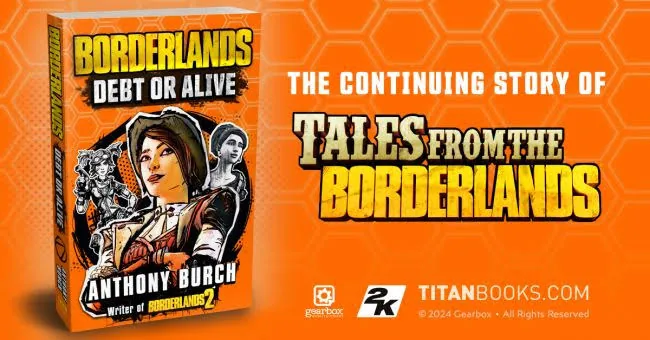 BORDERLANDS
DEBT OR ALIVE
BORDERLANDS
DEBT OR ALIVE
ANTHONY BURCH
Writer of BORDERLANDS 2
THE CONTINUING STORY OF
TALES FROM THE
BORDERLANDS
gearbox
2K
TITANBOOKS.COM
© 2024 Gearbox • All Rights Reserved